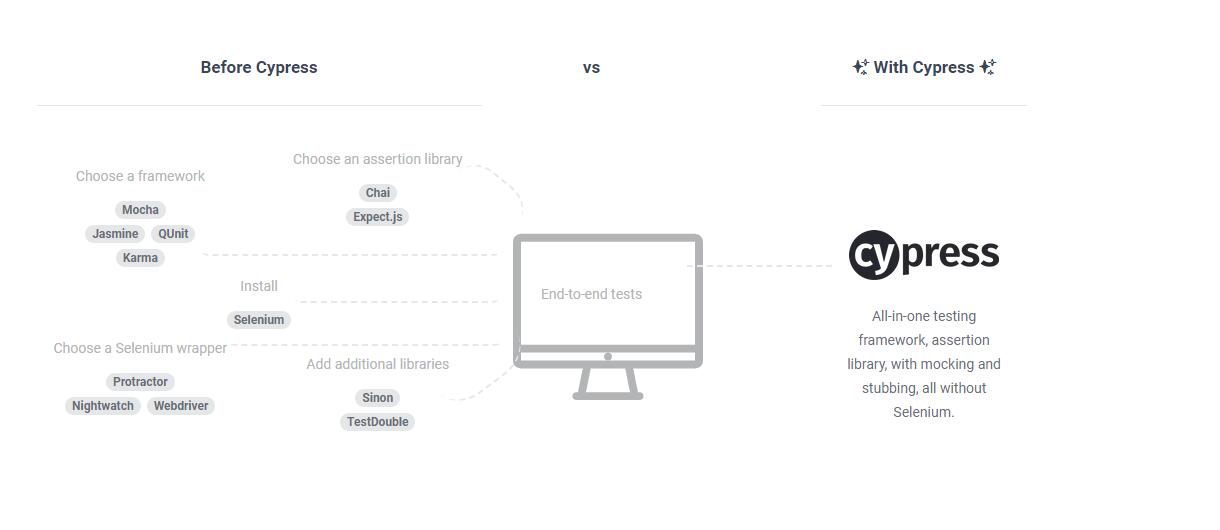 Before Cypress
vs
With Cypress
Choose a framework
Mocha
Jasmine QUnit
Karma
Choose an assertion library
Chai
Expect.js
Install
Selenium
Choose a Selenium wrapper
Protractor
Nightwatch Webdriver
Add additional libraries
Sinon
TestDouble
End-to-end tests
cypress
All-in-one testing
framework, assertion
library, with mocking and
stubbing, all without
Selenium.